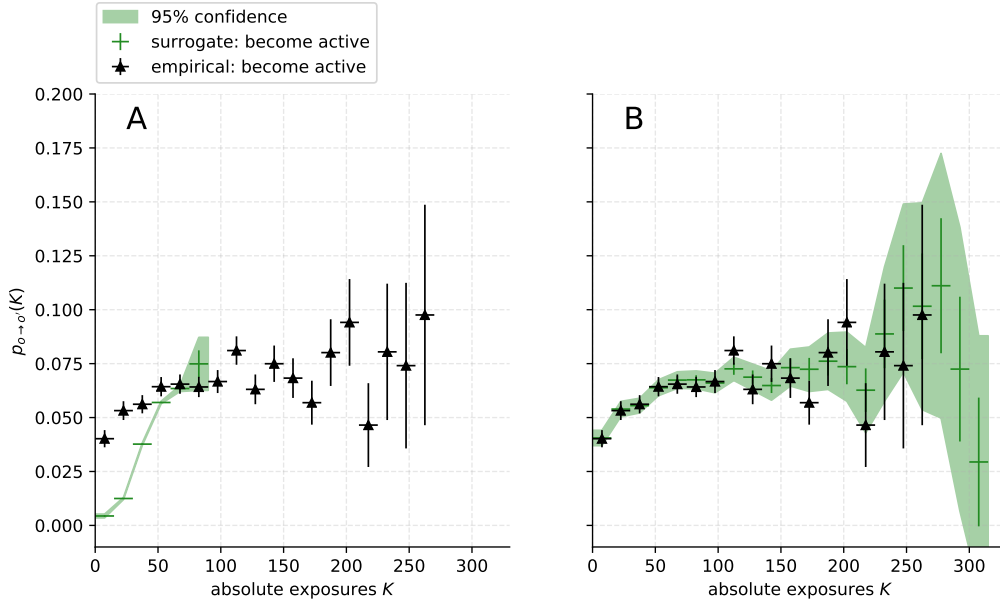 95% confidence
surrogate: become active
empirical: become active
A
B
0.200
0.175
0.150
0.125
0.100
0.075
0.050
0.025
0.000
p_{o→o'}(K)
0 50 100 150 200 250 300
0 50 100 150 200 250 300
absolute exposures K
absolute exposures K